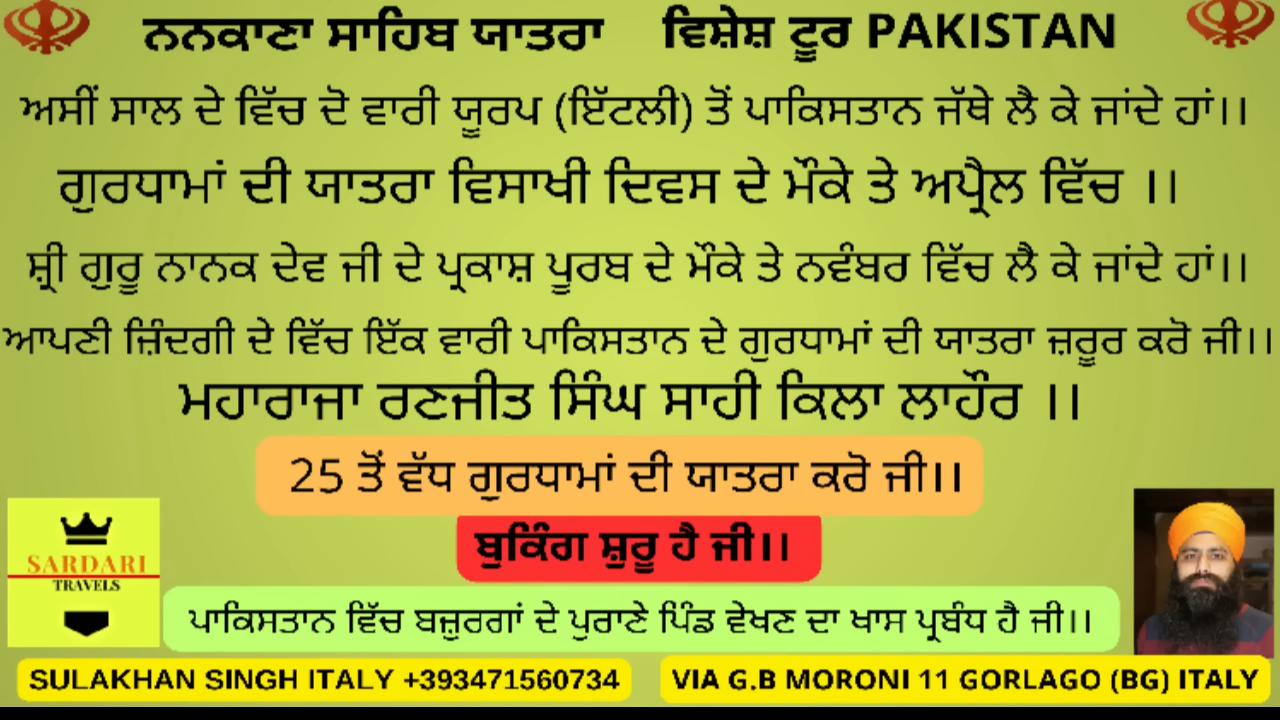 ਨਨਕਾਣਾ ਸਾਹਿਬ ਯਾਤਰਾ ਵਿਸ਼ੇਸ਼ ਟੂਰ PAKISTAN
ਅਸੀਂ ਸਾਲ ਦੇ ਵਿੱਚ ਦੋ ਵਾਰੀ ਯੂਰਪ (ਇੱਟਲੀ) ਤੋਂ ਪਾਕਿਸਤਾਨ ਜੱਥੇ ਲੈ ਕੇ ਜਾਂਦੇ ਹਾਂ।।
ਗੁਰਧਾਮਾਂ ਦੀ ਯਾਤਰਾ ਵਿਸਾਖੀ ਦਿਵਸ ਦੇ ਮੌਕੇ ਤੇ ਅਪ੍ਰੈਲ ਵਿੱਚ ।।
ਸ਼੍ਰੀ ਗੁਰੂ ਨਾਨਕ ਦੇਵ ਜੀ ਦੇ ਪ੍ਰਕਾਸ਼ ਪੂਰਬ ਦੇ ਮੌਕੇ ਤੇ ਨਵੰਬਰ ਵਿੱਚ ਲੈ ਕੇ ਜਾਂਦੇ ਹਾਂ।।
ਆਪਣੀ ਜ਼ਿੰਦਗੀ ਦੇ ਵਿੱਚ ਇੱਕ ਵਾਰੀ ਪਾਕਿਸਤਾਨ ਦੇ ਗੁਰਧਾਮਾਂ ਦੀ ਯਾਤਰਾ ਜ਼ਰੂਰ ਕਰੋ ਜੀ।।
ਮਹਾਰਾਜਾ ਰਣਜੀਤ ਸਿੰਘ ਸਾਹੀ ਕਿਲਾ ਲਾਹੌਰ ।।
25 ਤੋਂ ਵੱਧ ਗੁਰਧਾਮਾਂ ਦੀ ਯਾਤਰਾ ਕਰੋ ਜੀ।।
ਬੁਕਿੰਗ ਸ਼ੁਰੂ ਹੈ ਜੀ।।
SARDARI
TRAVELS
ਪਾਕਿਸਤਾਨ ਵਿੱਚ ਬਜ਼ੁਰਗਾਂ ਦੇ ਪੁਰਾਣੇ ਪਿੰਡ ਵੇਖਣ ਦਾ ਖਾਸ ਪ੍ਰਬੰਧ ਹੈ ਜੀ।।
SULAKHAN SINGH ITALY +393471560734
VIA G.B MORONI 11 GORLAGO (BG) ITALY